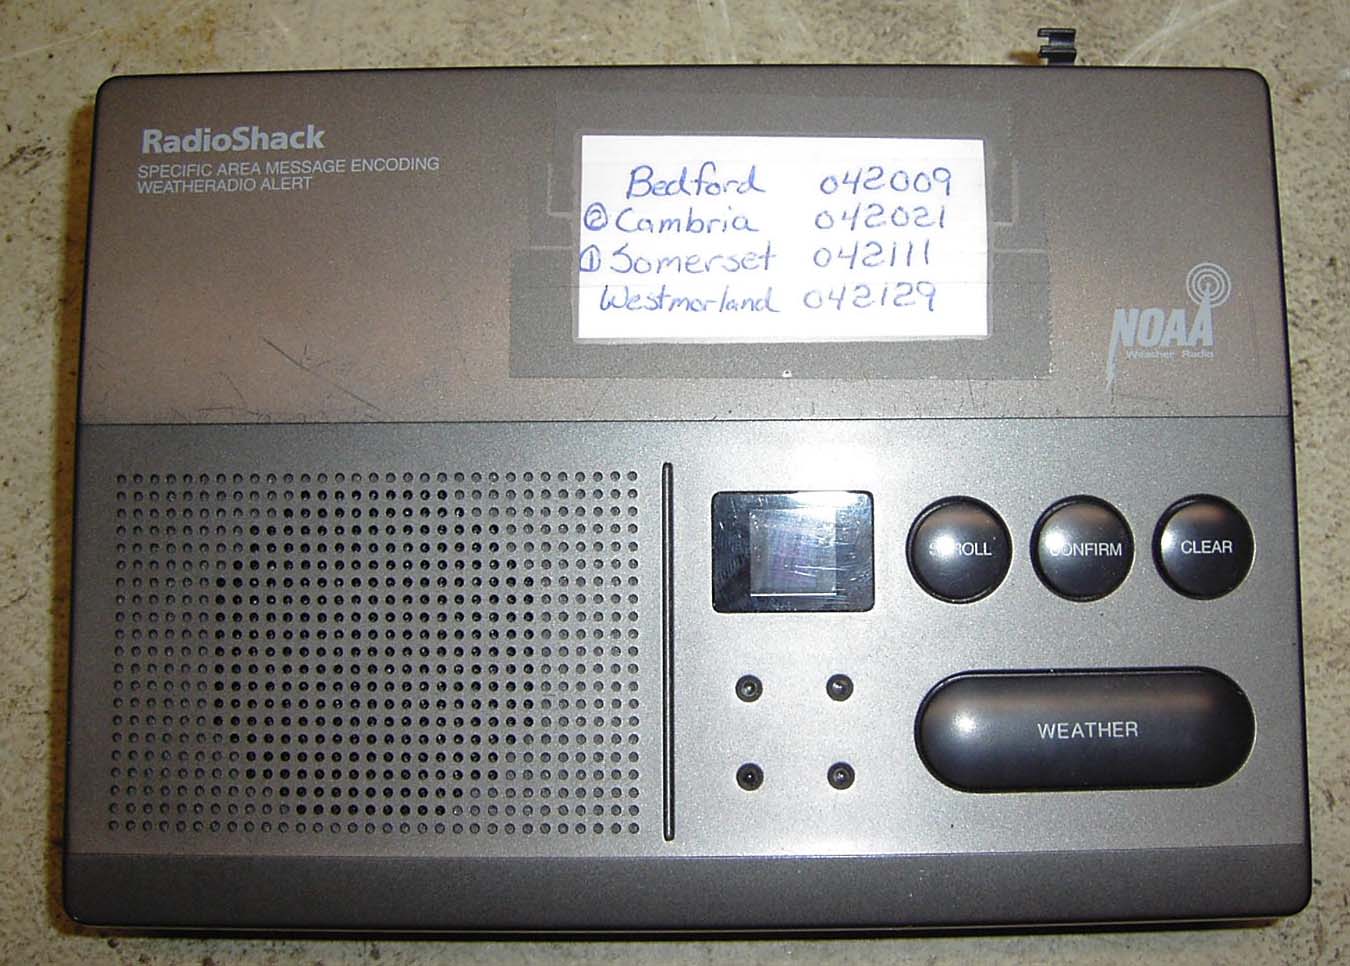 RadioShack
SPECIFIC AREA MESSAGE ENCODING
WEATHERADIO ALERT
Bedford 042009
② Cambria 042021
① Somerset 042111
Westmorland 042129
NOAA
Weather Radio
SCROLL
CONFIRM
CLEAR
WEATHER